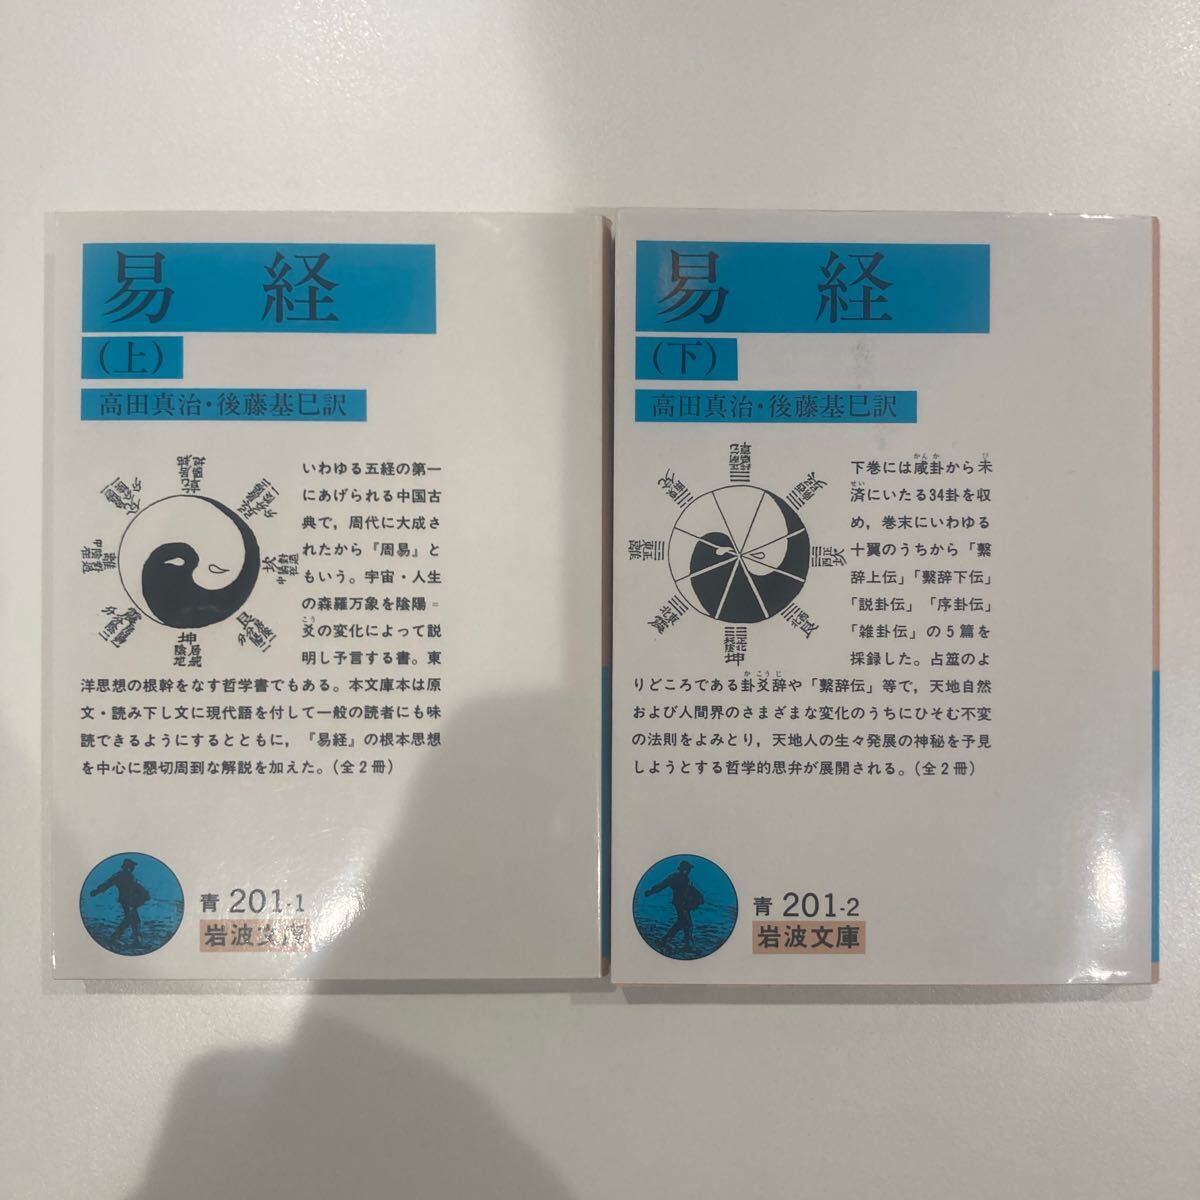 易 経
(上)
高田真治・後藤基巳訳
いわゆる五経の第一
にあげられる中国古
典で，周代に大成さ
れたから『周易』と
もいう。宇宙・人生
の森羅万象を陰陽＝
爻の変化によって説
明し予言する書。東
洋思想の根幹をなす哲学書でもある。本文庫本は原
文・読み下し文に現代語を付して一般の読者にも味
読できるようにするとともに，『易経』の根本思想
を中心に懇切周到な解説を加えた。(全2冊)
青 201-1
岩波文庫
易 経
(下)
高田真治・後藤基巳訳
下巻には咸卦から未
済にいたる34卦を収
め，巻末にいわゆる
十翼のうちから「繫
辞上伝」「繫辞下伝」
「説卦伝」「序卦伝」
「雑卦伝」の5篇を
採録した。占筮のよ
りどころである卦爻辞や「繫辞伝」等で，天地自然
および人間界のさまざまな変化のうちにひそむ不変
の法則をよみとり，天地人の生々発展の神秘を予見
しようとする哲学的思弁が展開される。(全2冊)
青 201-2
岩波文庫